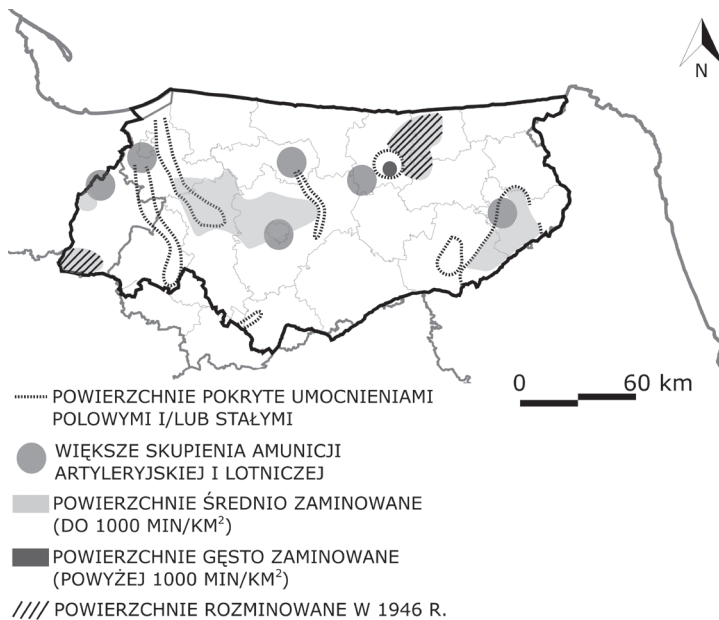 N
0 60 km
POWIERZCHNIE POKRYTE UMOCNIENIAMI
POLOWYMI I/LUB STAŁYMI
WIĘKSZE SKUPIENIA AMUNICJI
ARTYLERYJSKIEJ I LOTNICZEJ
POWIERZCHNIE ŚREDNIO ZAMINOWANE
(DO 1000 MIN/KM²)
POWIERZCHNIE GĘSTO ZAMINOWANE
(POWYŻEJ 1000 MIN/KM²)
POWIERZCHNIE ROZMINOWANE W 1946 R.